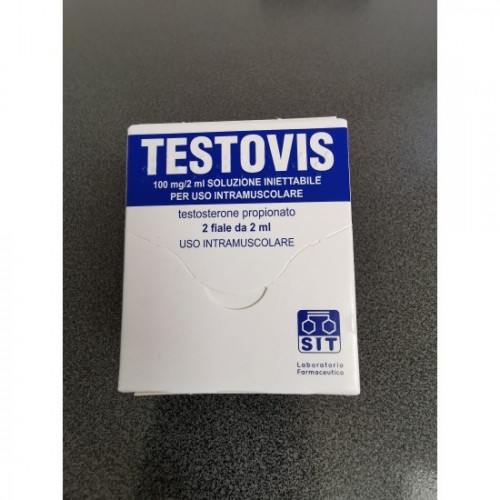 TESTOVIS
100 mg/2 ml SOLUZIONE INIETTABILE
PER USO INTRAMUSCOLARE
testosterone propionato
2 fiale da 2 ml
USO INTRAMUSCOLARE
SIT
Laboratorio
Farmaceutico